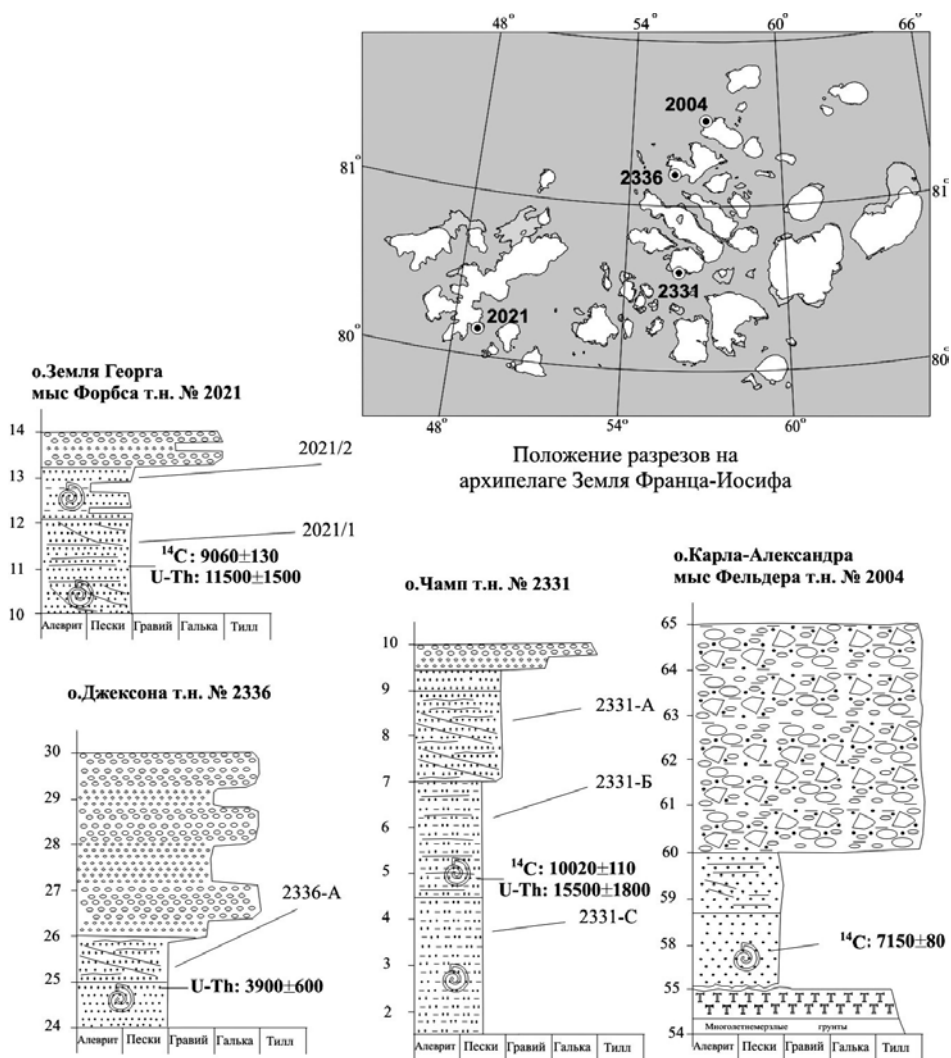 48°
54°
60°
66°
2004
81°
2336
81°
2331
2021
80°
80°
48°
54°
60°
Положение разрезов на
архипелаге Земля Франца-Иосифа
о.Земля Георга
мыс Форбса т.н. № 2021
14
13
12
11
10
2021/2
2021/1
¹⁴C: 9060±130
U-Th: 11500±1500
Алеврит Пески Гравий Галька Тилл
о.Джексона т.н. № 2336
30
29
28
27
26
25
24
2336-А
U-Th: 3900±600
Алеврит Пески Гравий Галька Тилл
о.Чамп т.н. № 2331
10
9
8
7
6
5
4
3
2
2331-А
2331-Б
¹⁴C: 10020±110
U-Th: 15500±1800
2331-С
Алеврит Пески Гравий Галька Тилл
о.Карла-Александра
мыс Фельдера т.н. № 2004
65
64
63
62
61
60
59
58
55
54
¹⁴C: 7150±80
Многолетнемерзлые грунты
Алеврит Пески Гравий Галька Тилл